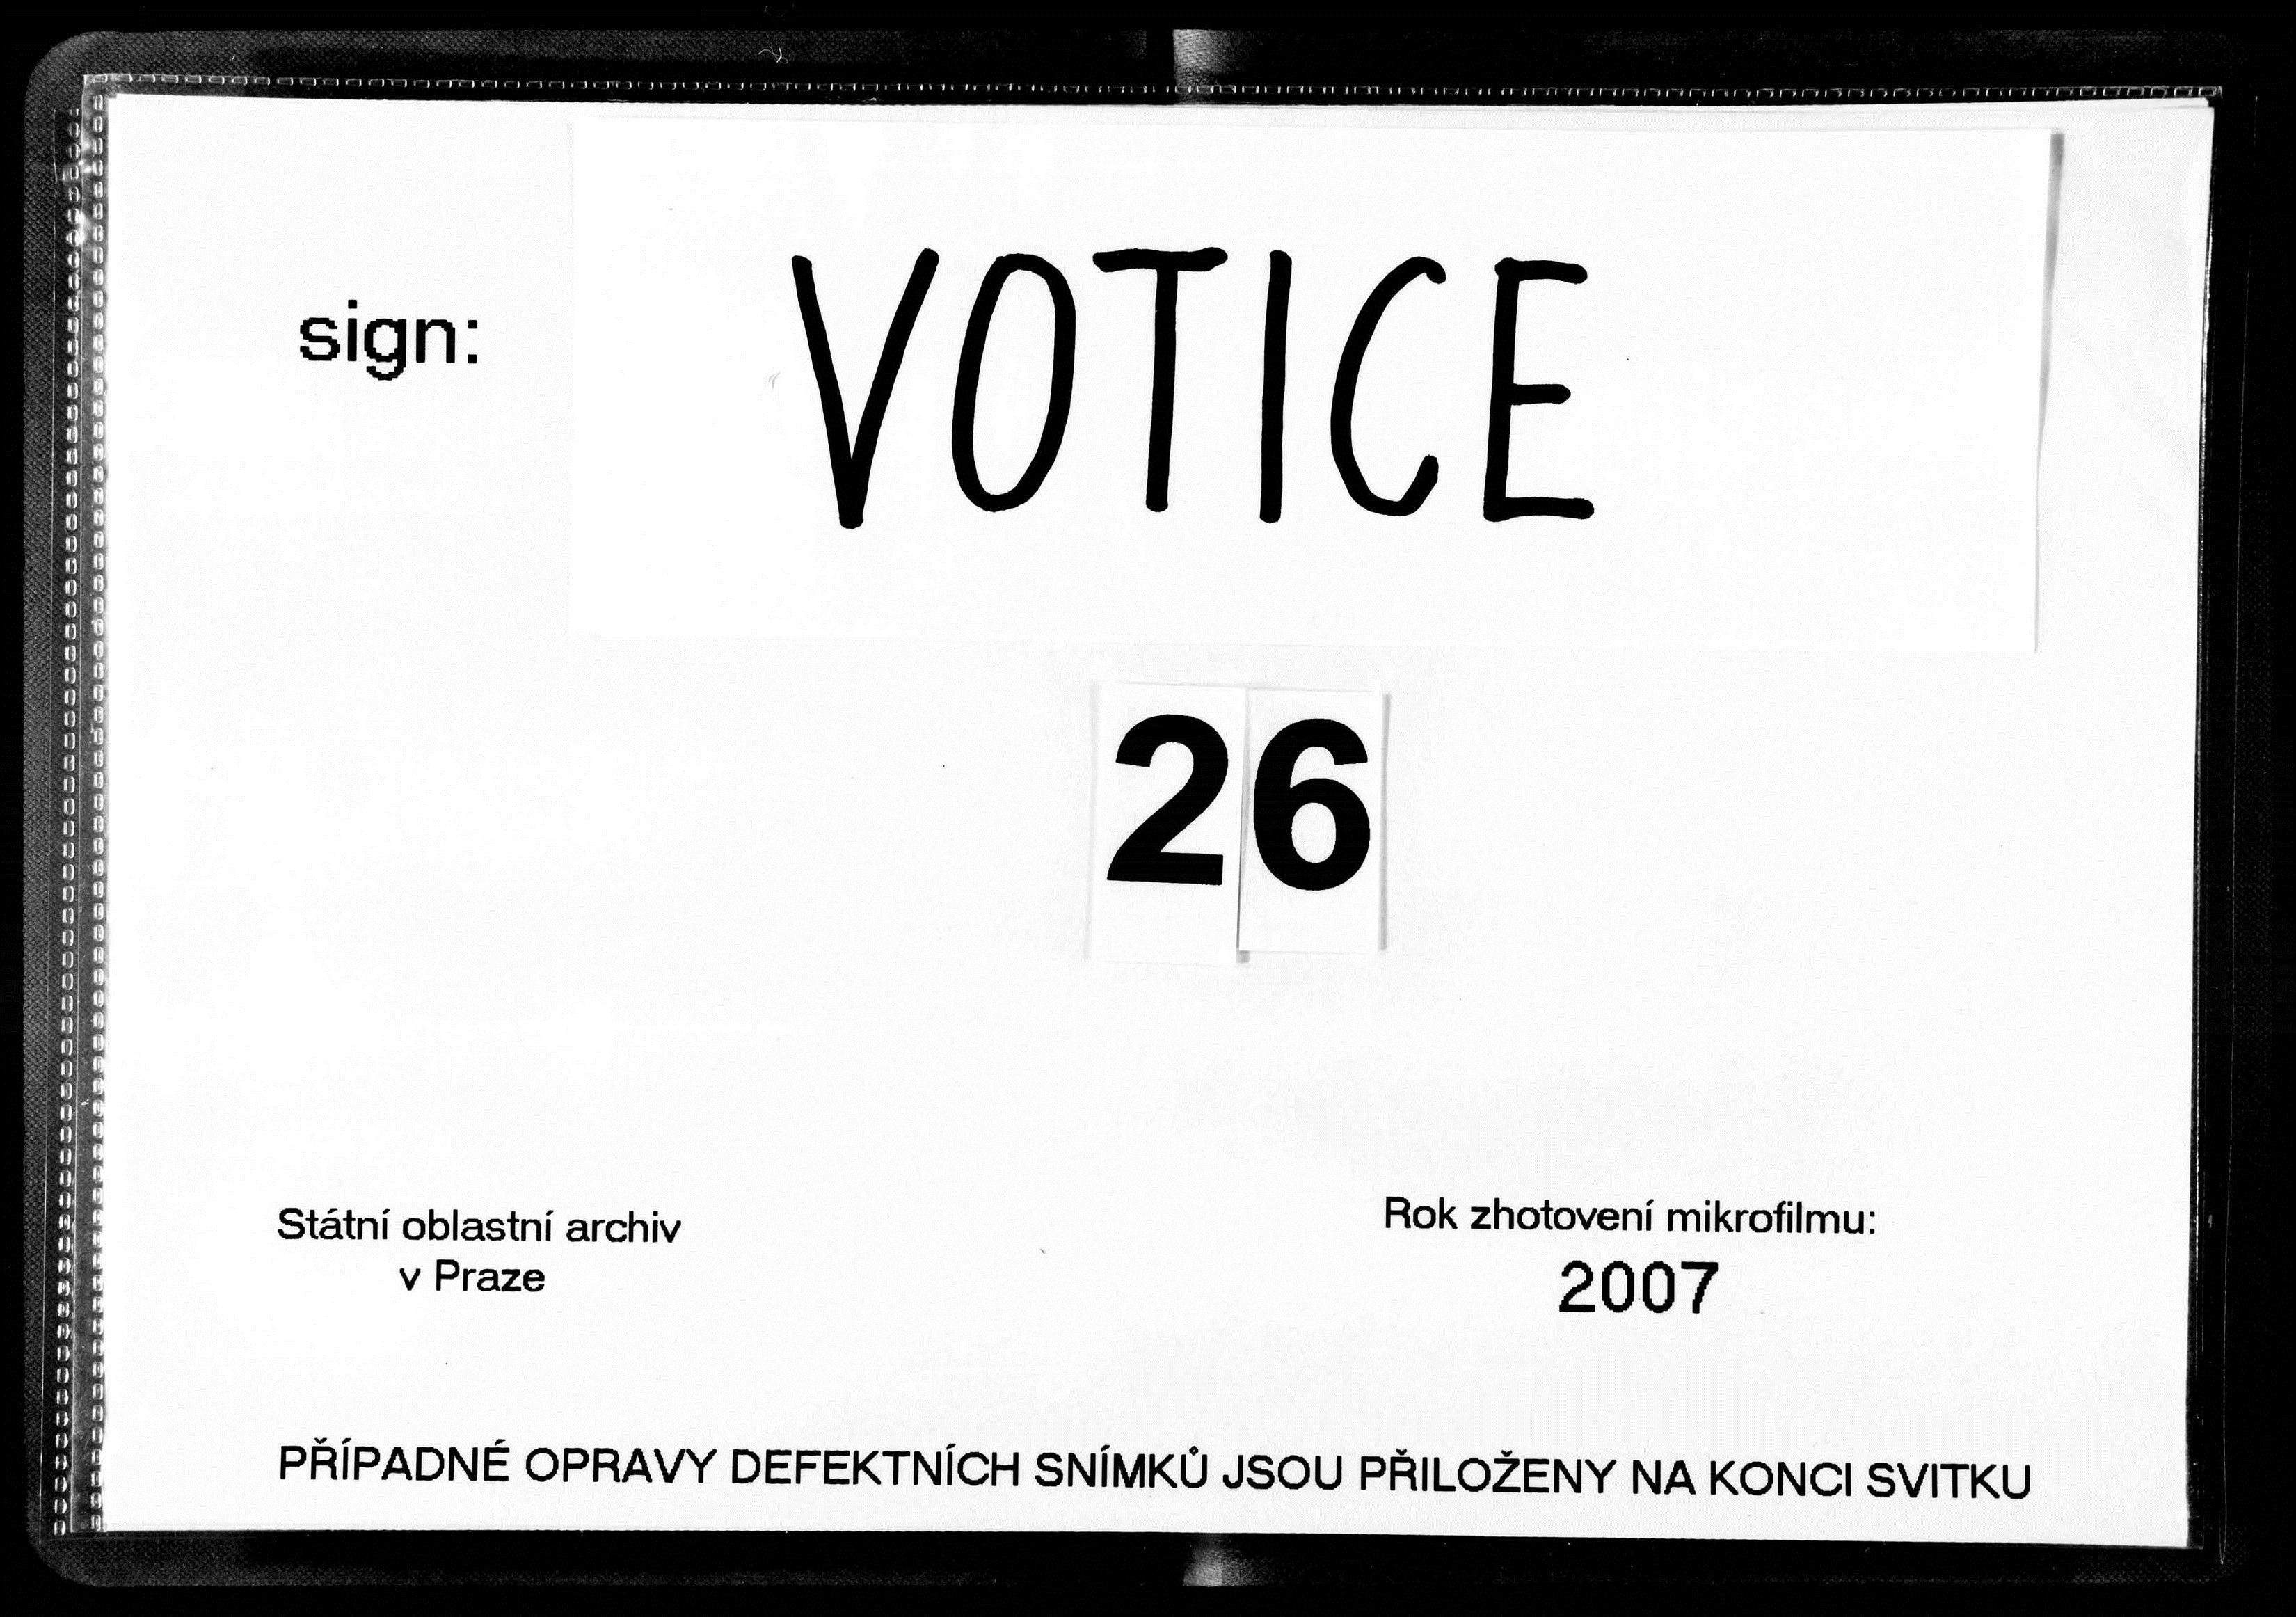 sign:
VOTICE
26
Státní oblastní archiv
v Praze
Rok zhotovení mikrofilmu:
2007
PŘÍPADNÉ OPRAVY DEFEKTNÍCH SNÍMKŮ JSOU PŘILOŽENY NA KONCI SVITKU